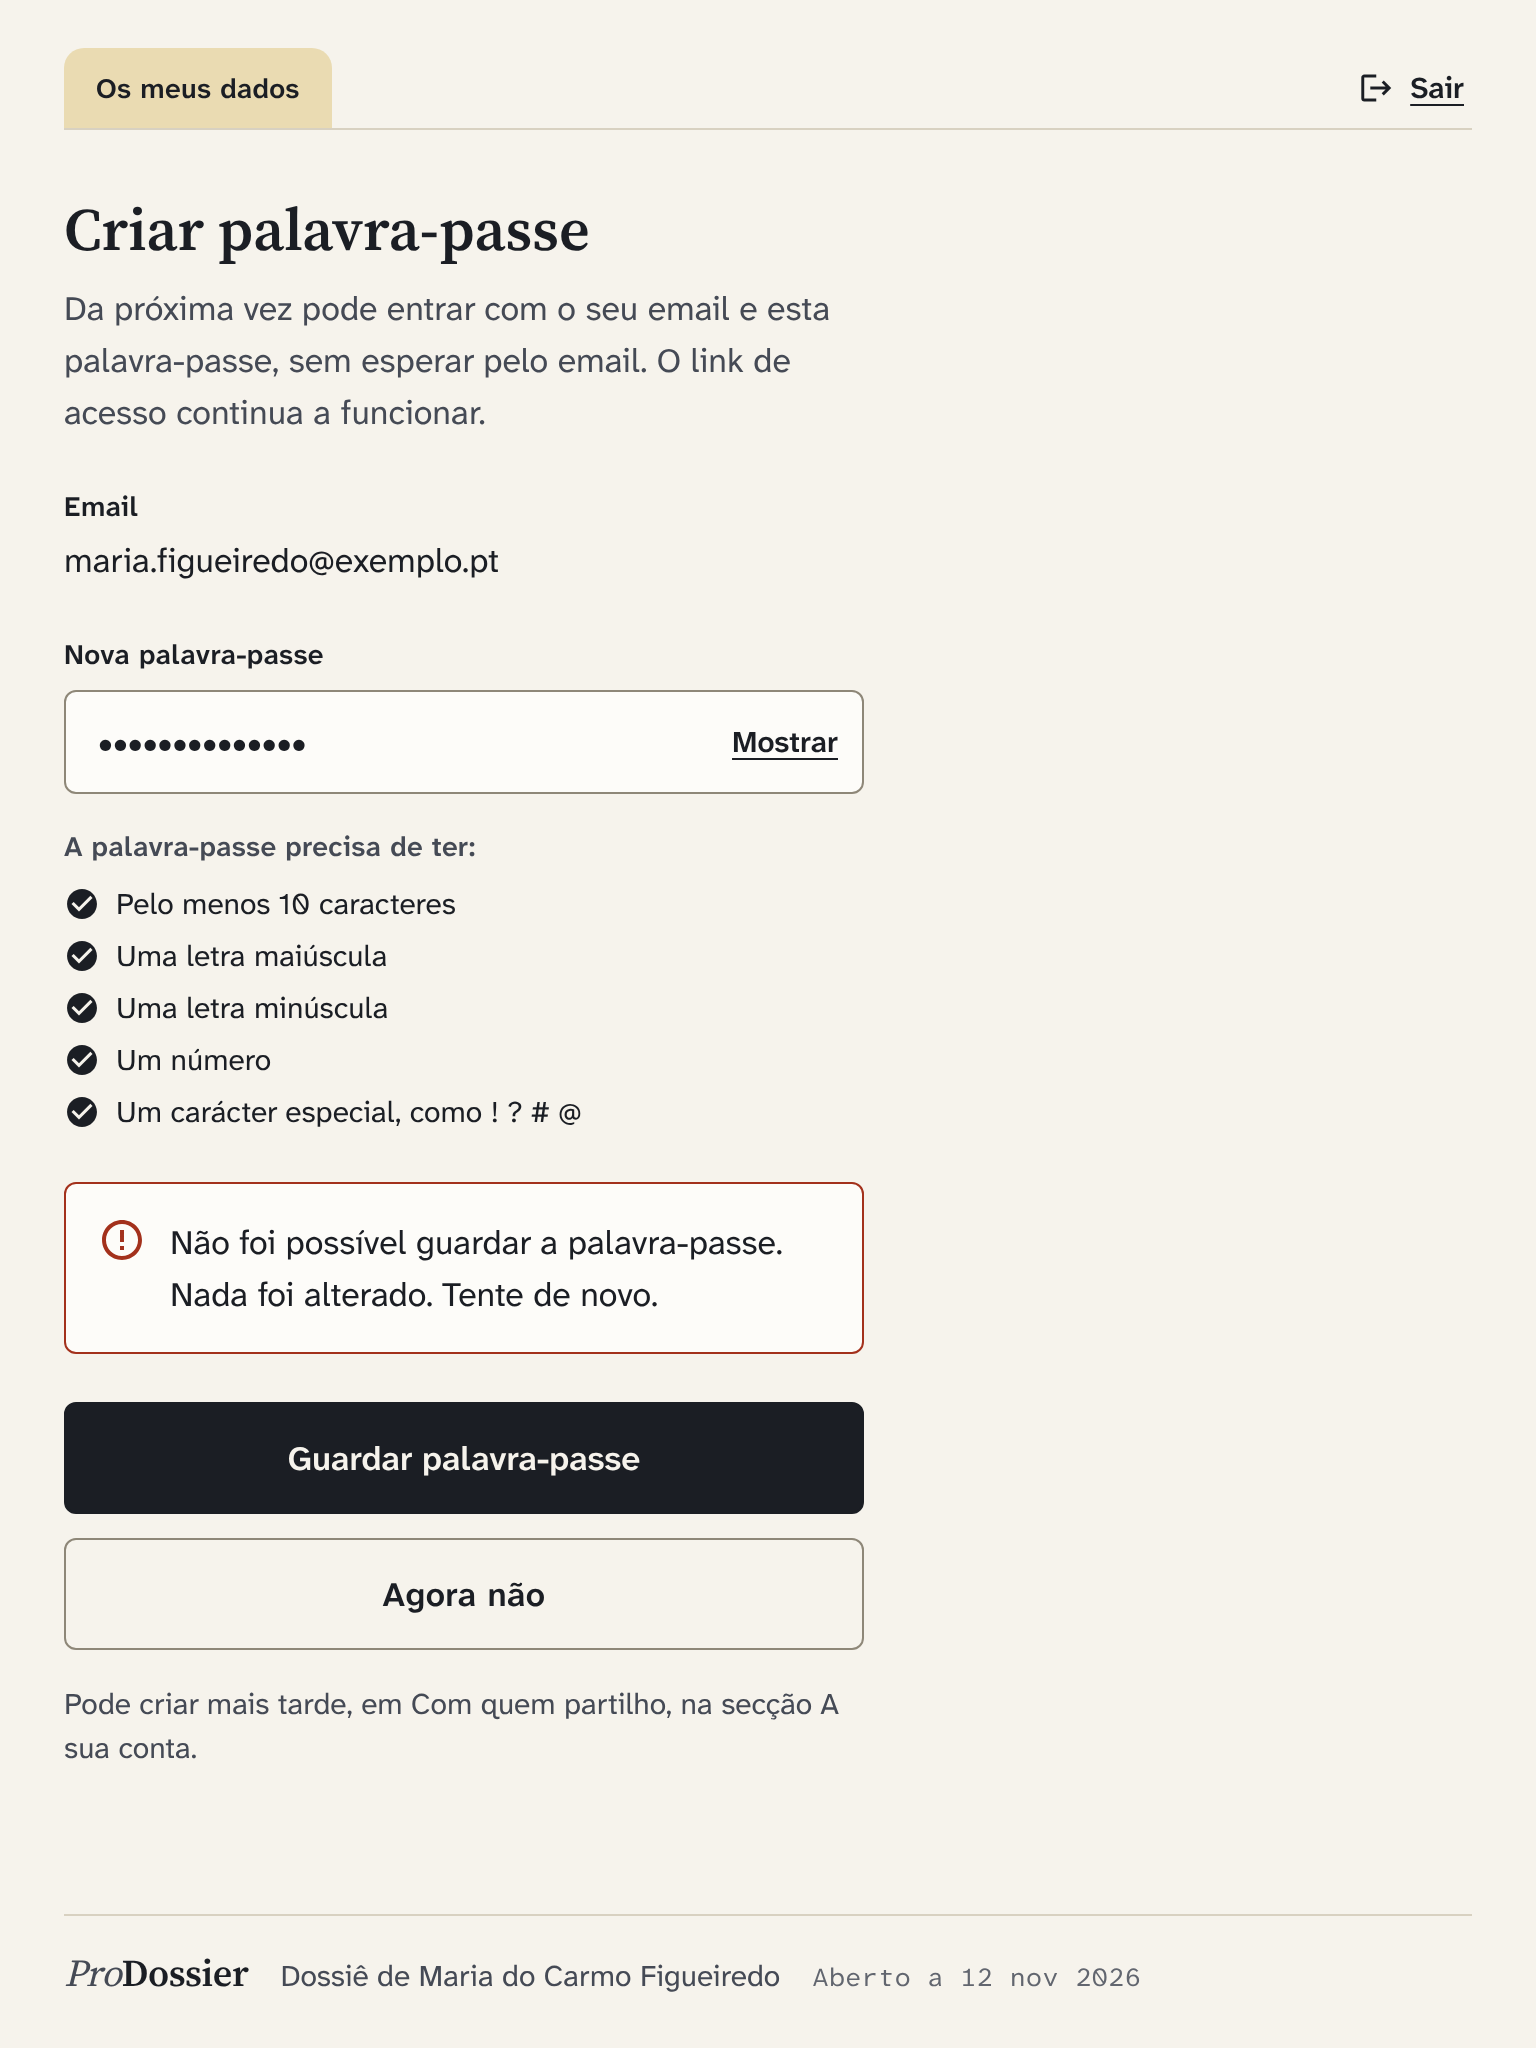 Os meus dados
Sair
Criar palavra-passe
Da próxima vez pode entrar com o seu email e esta
palavra-passe, sem esperar pelo email. O link de
acesso continua a funcionar.
Email
maria.figueiredo@exemplo.pt
Nova palavra-passe
••••••••••••••
Mostrar
A palavra-passe precisa de ter:
Pelo menos 10 caracteres
Uma letra maiúscula
Uma letra minúscula
Um número
Um carácter especial, como ! ? # @
Não foi possível guardar a palavra-passe.
Nada foi alterado. Tente de novo.
Guardar palavra-passe
Agora não
Pode criar mais tarde, em Com quem partilho, na secção A
sua conta.
ProDossier Dossiê de Maria do Carmo Figueiredo Aberto a 12 nov 2026